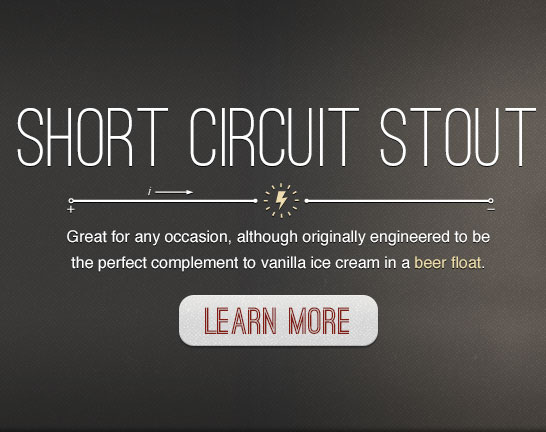 SHORT CIRCUIT STOUT
i
+ –
Great for any occasion, although originally engineered to be
the perfect complement to vanilla ice cream in a beer float.
LEARN MORE